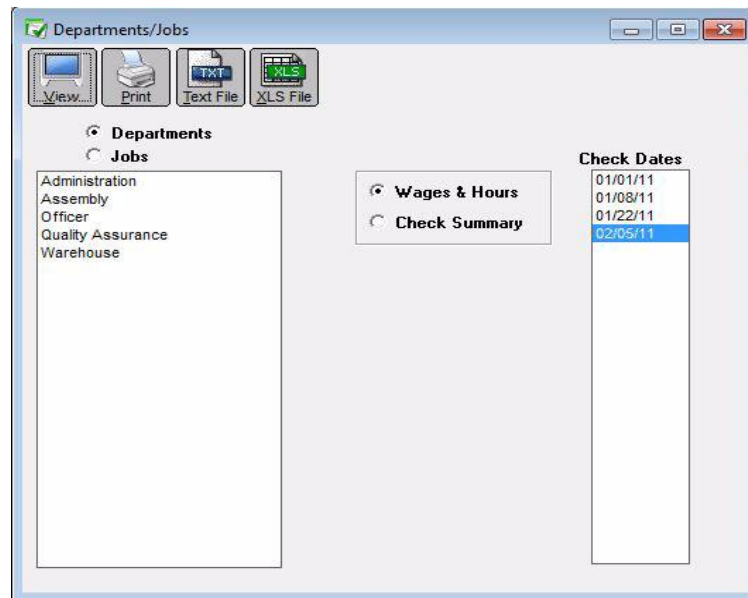 Departments/Jobs
View...
Print
TXT
Text File
XLS
XLS File
Departments
Jobs
Administration
Assembly
Officer
Quality Assurance
Warehouse
Wages & Hours
Check Summary
Check Dates
01/01/11
01/08/11
01/22/11
02/05/11